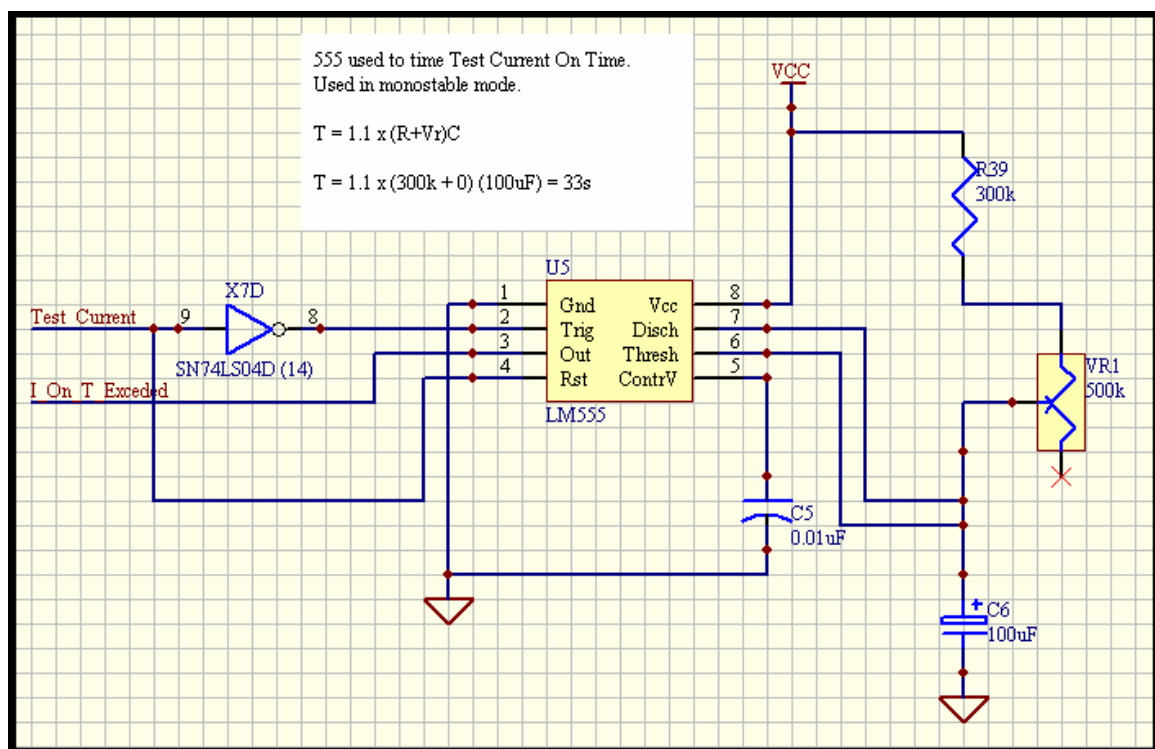 555 used to time Test Current On Time.
Used in monostable mode.
T = 1.1 x (R+Vr)C
T = 1.1 x (300k + 0) (100uF) = 33s
VCC
R39
300k
U5
X7D
1
Gnd
Vcc
8
Test Current
9
8
2
Trig
Disch
7
3
Out
Thresh
6
SN74LS04D (14)
4
Rst
ContrV
5
VR1
500k
I On T Exceded
LM555
C5
0.01uF
+
C6
100uF